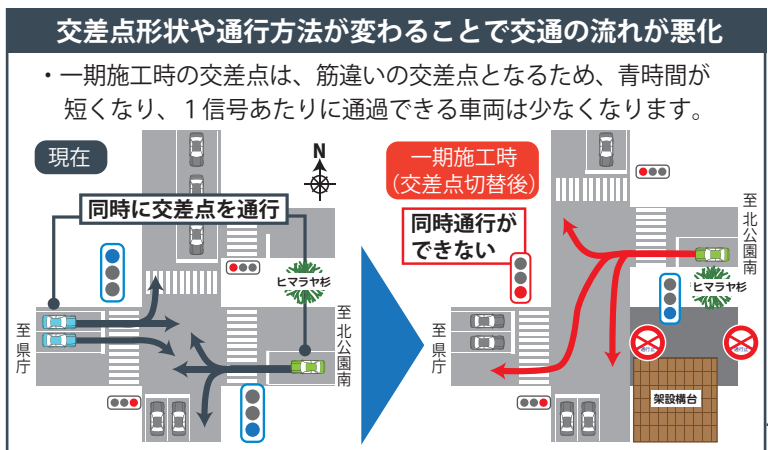 交差点形状や通行方法が変わることで交通の流れが悪化
・一期施工時の交差点は、筋違いの交差点となるため、青時間が
短くなり、１信号あたりに通過できる車両は少なくなります。
現在
同時に交差点を通行
N
ヒマラヤ杉
至県庁
至北公園南
一期施工時
（交差点切替後）
同時通行が
できない
至北公園南
ヒマラヤ杉
至県庁
架設構台